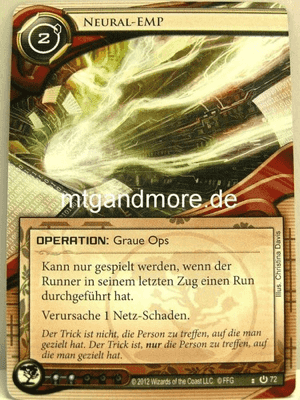 NEURAL-EMP
2
mtgandmore.de
OPERATION: Graue Ops
Kann nur gespielt werden, wenn der
Runner in seinem letzten Zug einen Run
durchgeführt hat.
Verursache 1 Netz-Schaden.
Der Trick ist nicht, die Person zu treffen, auf die man
gezielt hat. Der Trick ist, nur die Person zu treffen, auf die
man gezielt hat.
Illus. Christina Davis
© 2012 Wizards of the Coast LLC. © FFG
72